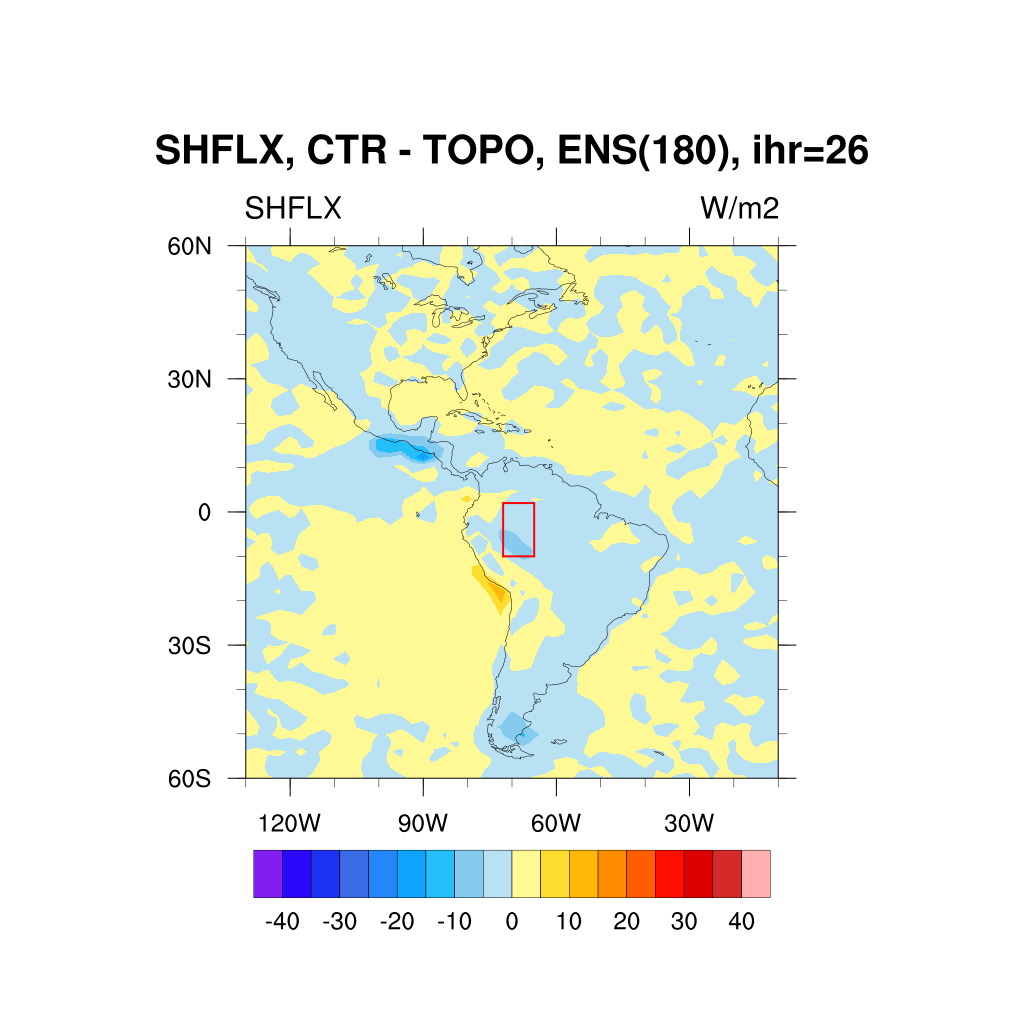 SHFLX, CTR - TOPO, ENS(180), ihr=26
SHFLX W/m2
60N
30N
0
30S
60S
120W 90W 60W 30W
-40 -30 -20 -10 0 10 20 30 40